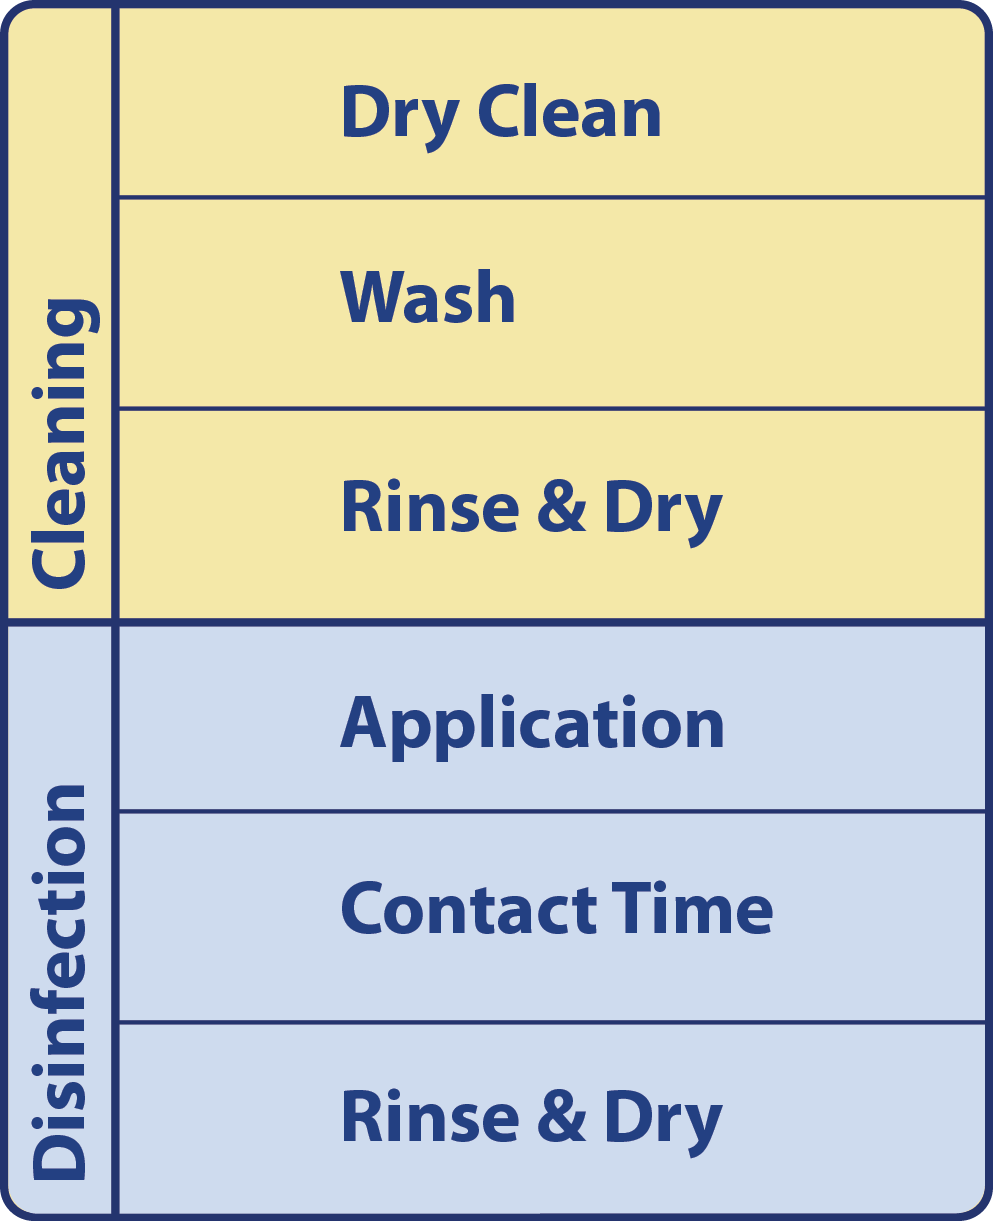 Cleaning
Dry Clean
Wash
Rinse & Dry
Disinfection
Application
Contact Time
Rinse & Dry